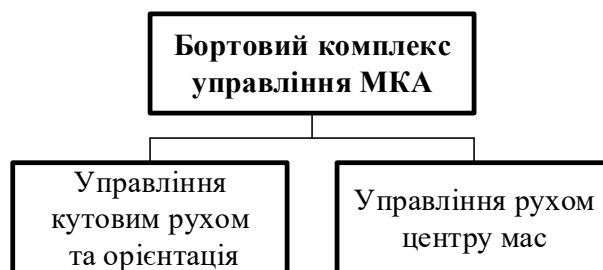 Бортовий комплекс
управління МКА
Управління
кутовим рухом
та орієнтація
Управління рухом
центру мас